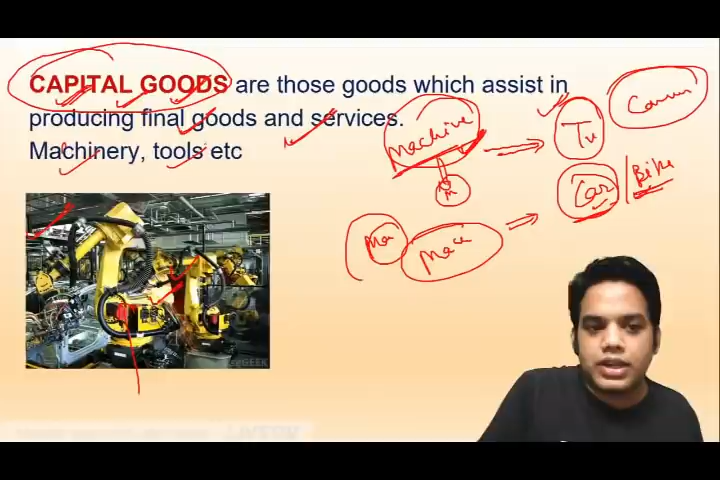 CAPITAL GOODS are those goods which assist in
producing final goods and services.
Machinery, tools etc
Machine
Tv
Car
Bike
Mac